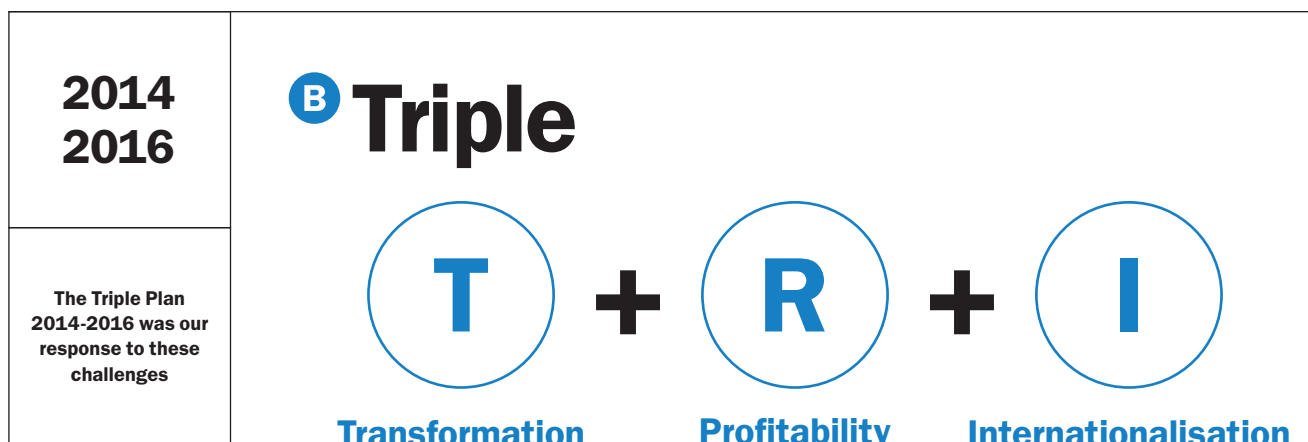 2014
2016
The Triple Plan
2014-2016 was our
response to these
challenges
B Triple
T + R + I
Transformation Profitability Internationalisation